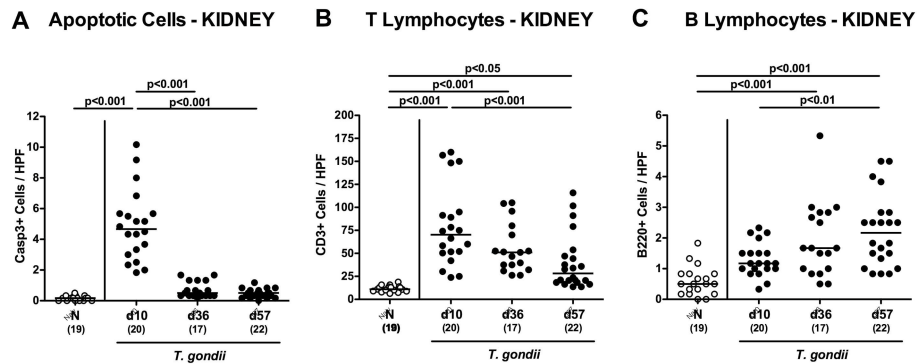 A Apoptotic Cells - KIDNEY
p<0.001
p<0.001 p<0.001
Casp3+ Cells / HPF
12
10
8
6
4
2
0
N d10 d36 d57
(19) (20) (17) (22)
T. gondii
B T Lymphocytes - KIDNEY
p<0.05
p<0.001
p<0.001 p<0.001
CD3+ Cells / HPF
200
175
150
125
100
75
50
25
0
N d10 d36 d57
(19) (20) (17) (22)
T. gondii
C B Lymphocytes - KIDNEY
p<0.001
p<0.001
p<0.01
B220+ Cells / HPF
6
5
4
3
2
1
0
N d10 d36 d57
(19) (20) (17) (22)
T. gondii